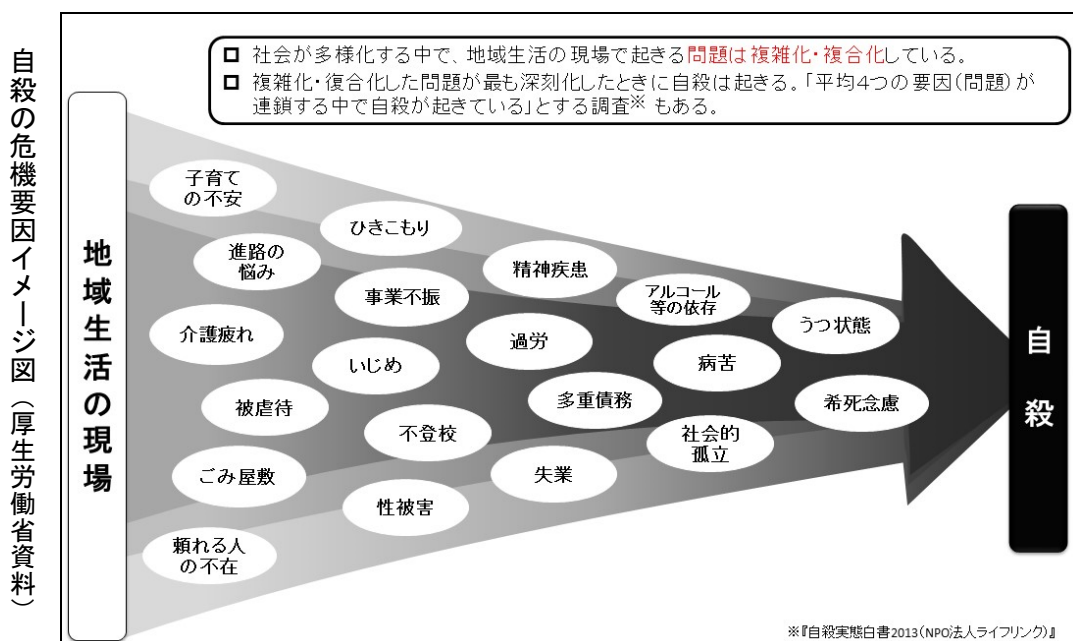 自殺の危機要因イメージ図（厚生労働省資料）
□ 社会が多様化する中で、地域生活の現場で起きる問題は複雑化・複合化している。
□ 複雑化・復合化した問題が最も深刻化したときに自殺は起きる。「平均4つの要因（問題）が
連鎖する中で自殺が起きている」とする調査※ もある。
地域生活の現場
子育て
の不安
進路の
悩み
介護疲れ
被虐待
ごみ屋敷
頼れる人
の不在
ひきこもり
事業不振
いじめ
不登校
性被害
精神疾患
過労
多重債務
失業
アルコール
等の依存
病苦
社会的
孤立
うつ状態
希死念慮
自殺
※『自殺実態白書2013（NPO法人ライフリンク）』